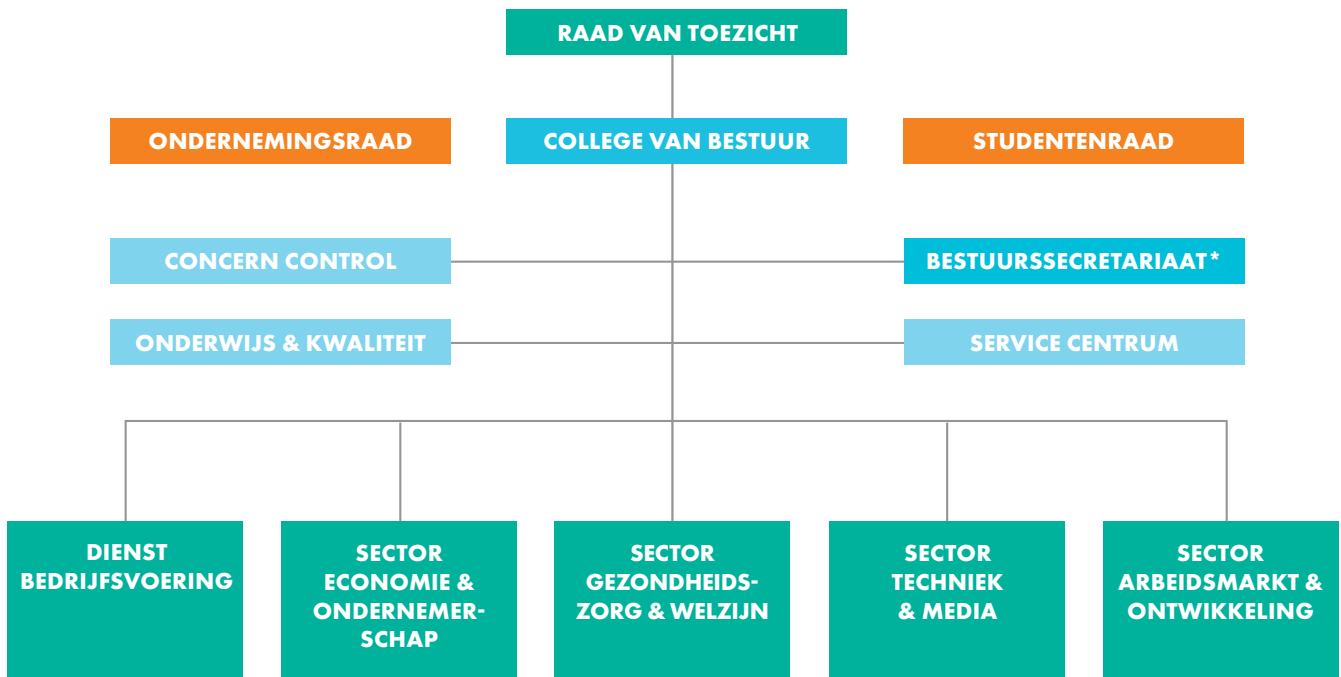 RAAD VAN TOEZICHT
ONDERNEMINGSRAAD
COLLEGE VAN BESTUUR
STUDENTENRAAD
CONCERN CONTROL
BESTUURSSECRETARIAAT*
ONDERWIJS & KWALITEIT
SERVICE CENTRUM
DIENST
BEDRIJFSVOERING
SECTOR
ECONOMIE &
ONDERNEMER-
SCHAP
SECTOR
GEZONDHEIDS-
ZORG & WELZIJN
SECTOR
TECHNIEK
& MEDIA
SECTOR
ARBEIDSMARKT &
ONTWIKKELING